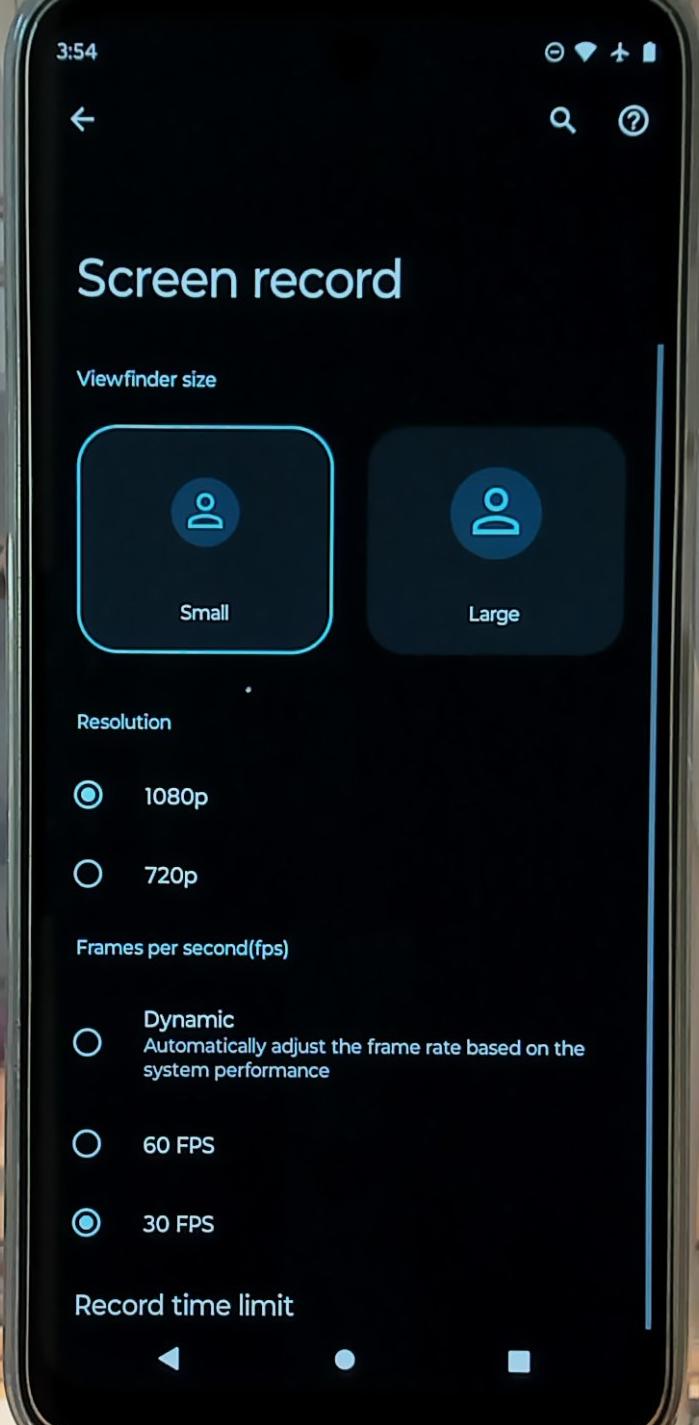 3:54
Screen record
Viewfinder size
Small
Large
Resolution
1080p
720p
Frames per second(fps)
Dynamic
Automatically adjust the frame rate based on the
system performance
60 FPS
30 FPS
Record time limit